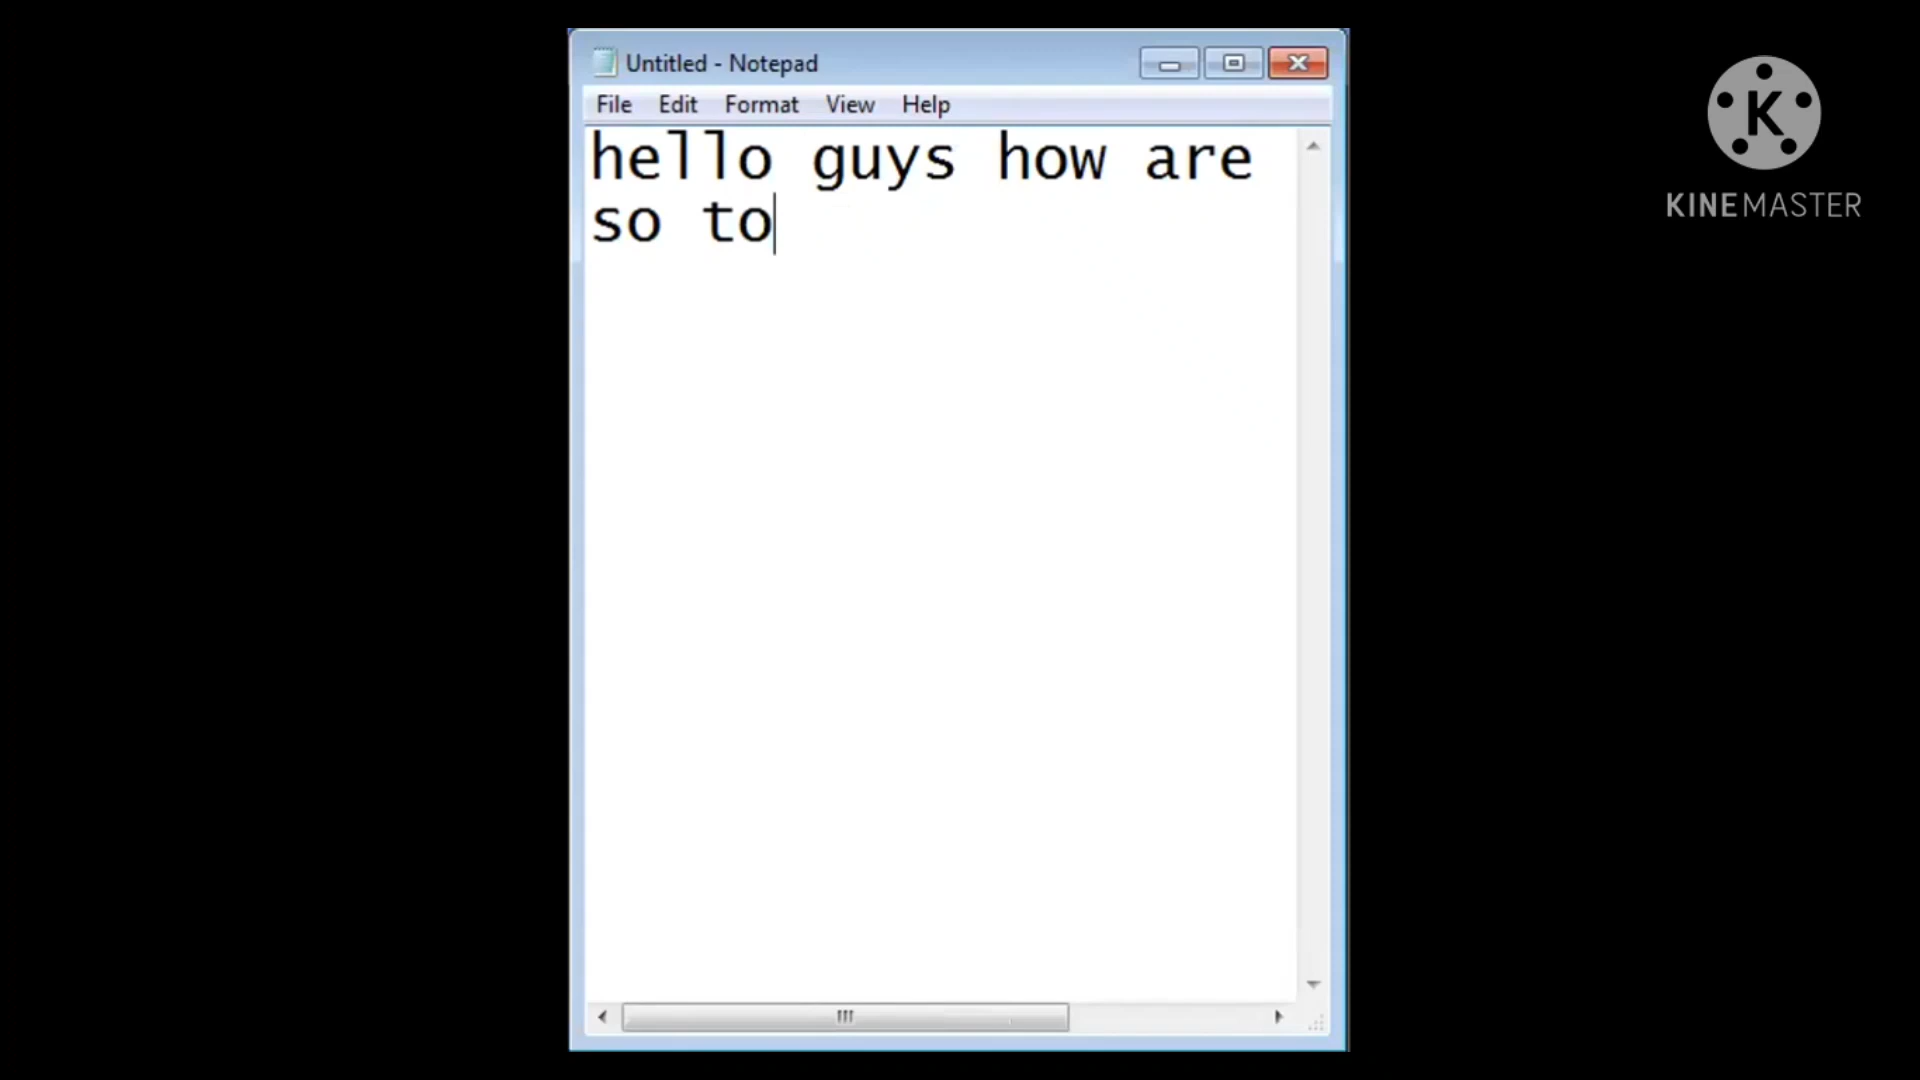 Untitled - Notepad
File Edit Format View Help
hello guys how are
so to
K
KINEMASTER